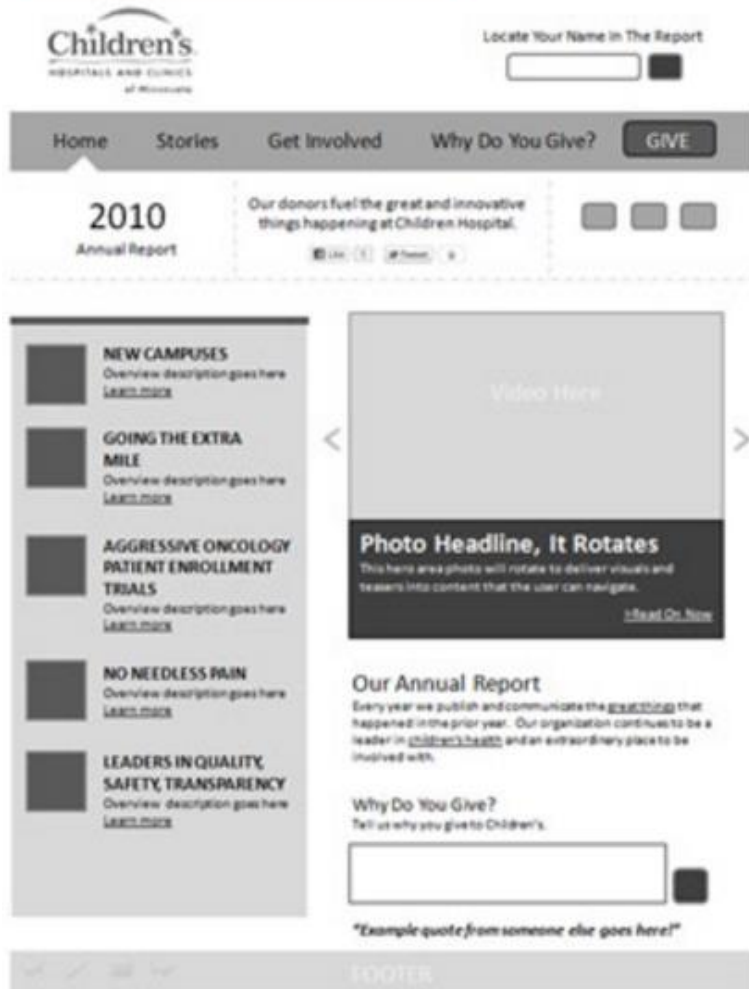 Children's
HOSPITALS AND CLINICS
of Minnesota
Locate Your Name In The Report
Home Stories Get Involved Why Do You Give? GIVE
2010
Annual Report
Our donors fuel the great and innovative
things happening at Children Hospital.
Like Tweet
NEW CAMPUSES
Overview description goes here
Learn more
GOING THE EXTRA
MILE
Overview description goes here
Learn more
AGGRESSIVE ONCOLOGY
PATIENT ENROLLMENT
TRIALS
Overview description goes here
Learn more
NO NEEDLESS PAIN
Overview description goes here
Learn more
LEADERS IN QUALITY,
SAFETY, TRANSPARENCY
Overview description goes here
Learn more
< >
Video Here
Photo Headline, It Rotates
This hero area photo will rotate to deliver visuals and
teasers into content that the user can navigate.
>Read On Now
Our Annual Report
Every year we publish and communicate the great things that
happened in the prior year. Our organization continues to be a
leader in children's health and an extraordinary place to be
involved with.
Why Do You Give?
Tell us why you give to Children's.
"Example quote from someone else goes here!"
FOOTER